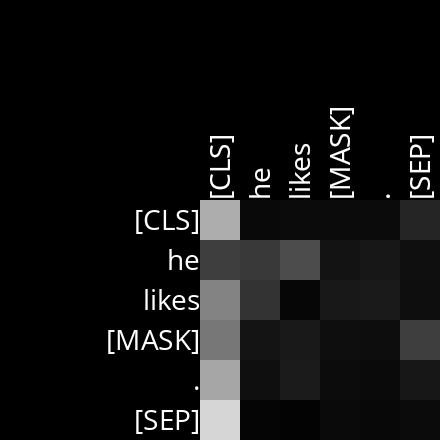 [CLS] he likes [MASK] . [SEP]
[CLS]
he
likes
[MASK]
.
[SEP]